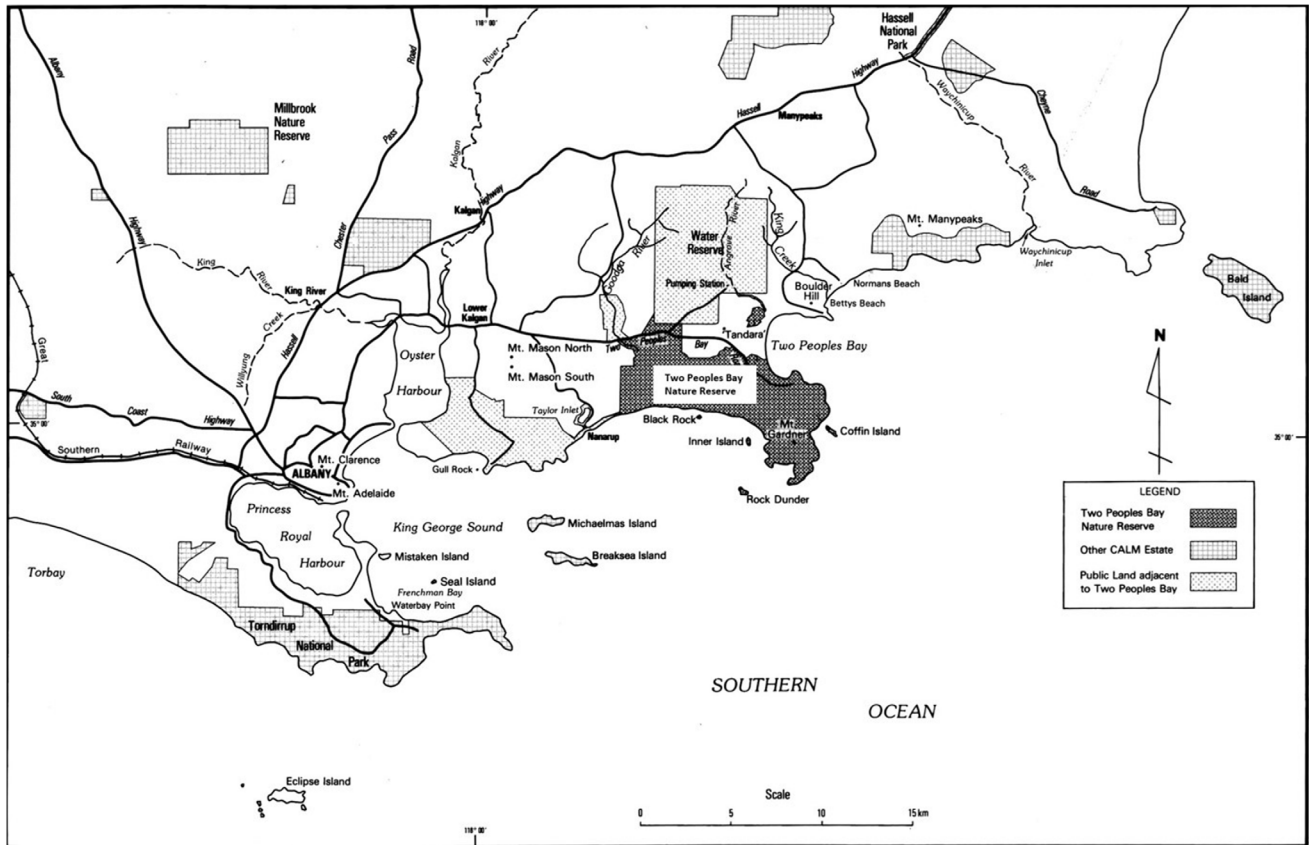 118° 00'
Hassell
National
Park
Albany
Road
River
Highway
Millbrook
Nature
Reserve
Pass
Kalgan
Hassell
Manypeaks
Waychinicup
Cheyne
River
Road
Highway
Kalgan
Highway
Chester
King
River
King River
Creek
Willyung
Hassell
Great
Lower
Kalgan
Goodga
River
Water
Reserve
Angrove
River
Pumping Station
King
Creek
Mt. Manypeaks
Waychinicup
Inlet
Normans Beach
Boulder
Hill
Bettys Beach
Bald
Island
'Tandara'
Two Peoples Bay
Two Peoples Bay
Oyster
Harbour
Mt. Mason North
Mt. Mason South
Two Peoples Bay
Nature Reserve
N
South
Coast
Highway
35° 00'
Southern
Railway
Taylor Inlet
Nanarup
Black Rock
Inner Island
Mt.
Gardner
Coffin Island
35° 00'
Mt. Clarence
ALBANY
Mt. Adelaide
Gull Rock
Rock Dunder
LEGEND
Two Peoples Bay
Nature Reserve
Other CALM Estate
Public Land adjacent
to Two Peoples Bay
Princess
Royal
Harbour
King George Sound
Michaelmas Island
Mistaken Island
Breaksea Island
Seal Island
Frenchman Bay
Waterbay Point
Torbay
Torndirrup
National
Park
SOUTHERN
OCEAN
Eclipse Island
Scale
0 5 10 15 km
118° 00'